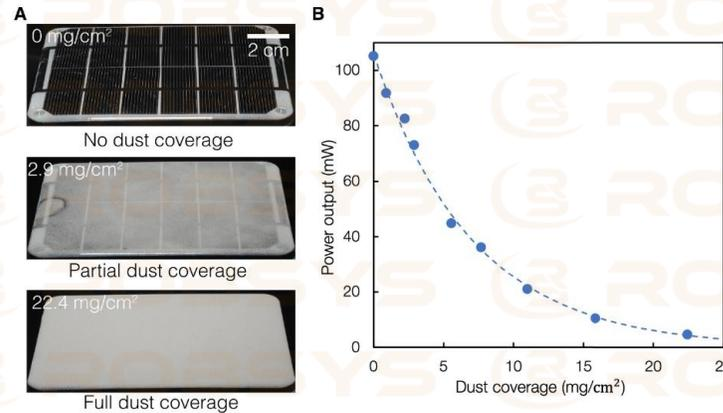 A
0 mg/cm²
2 cm
No dust coverage
2.9 mg/cm²
Partial dust coverage
22.4 mg/cm²
Full dust coverage
B
Power output (mW)
100
80
60
40
20
0
0
5
10
15
20
25
Dust coverage (mg/cm²)
ROBSYS